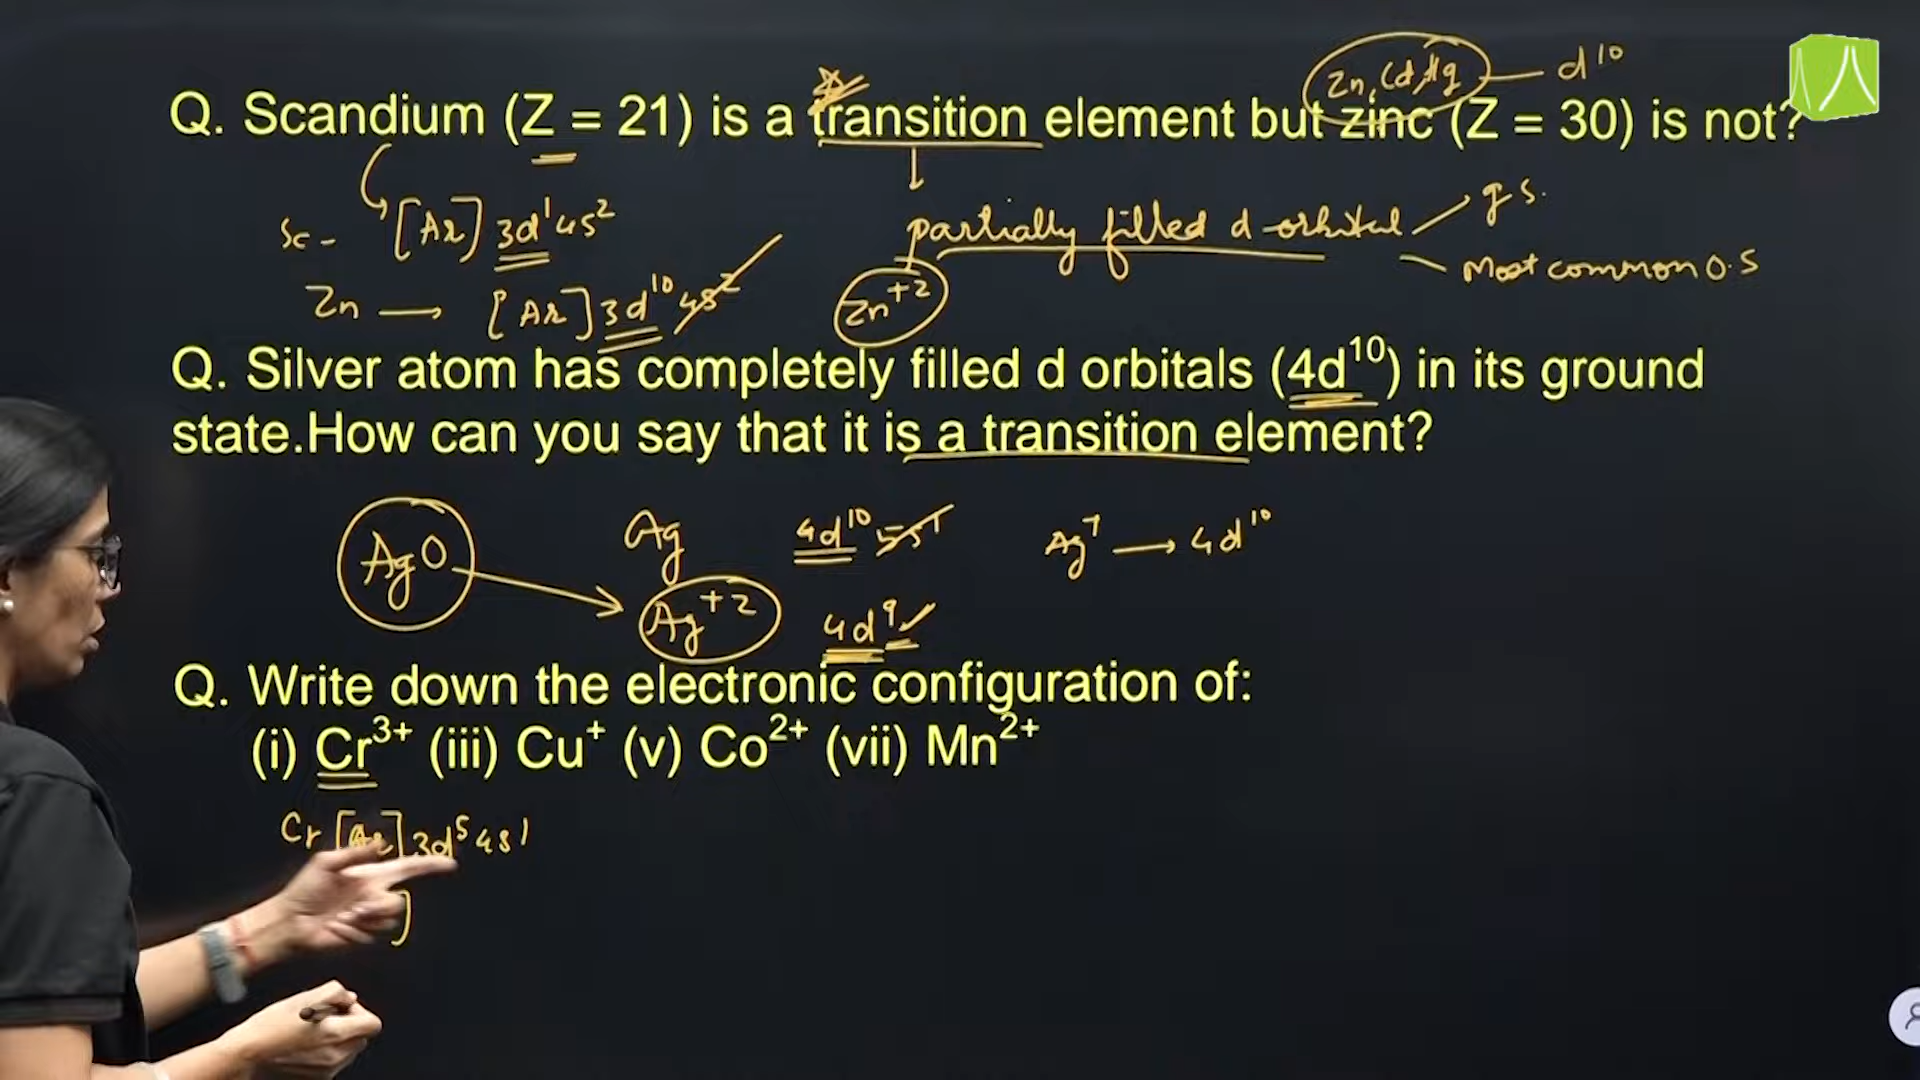 Zn, Cd, Hg — d¹⁰
Q. Scandium (Z = 21) is a transition element but zinc (Z = 30) is not?
Sc - [Ar] 3d¹ 4s²
partially filled d-orbital
g.s.
Most common O.S
Zn → [Ar] 3d¹⁰ 4s²
Zn⁺²
Q. Silver atom has completely filled d orbitals (4d¹⁰) in its ground
state.How can you say that it is a transition element?
AgO
Ag 4d¹⁰ 5s¹
Ag⁺ → 4d¹⁰
Ag⁺² 4d⁹
Q. Write down the electronic configuration of:
(i) Cr³⁺ (iii) Cu⁺ (v) Co²⁺ (vii) Mn²⁺
Cr [Ar] 3d⁵ 4s¹
]